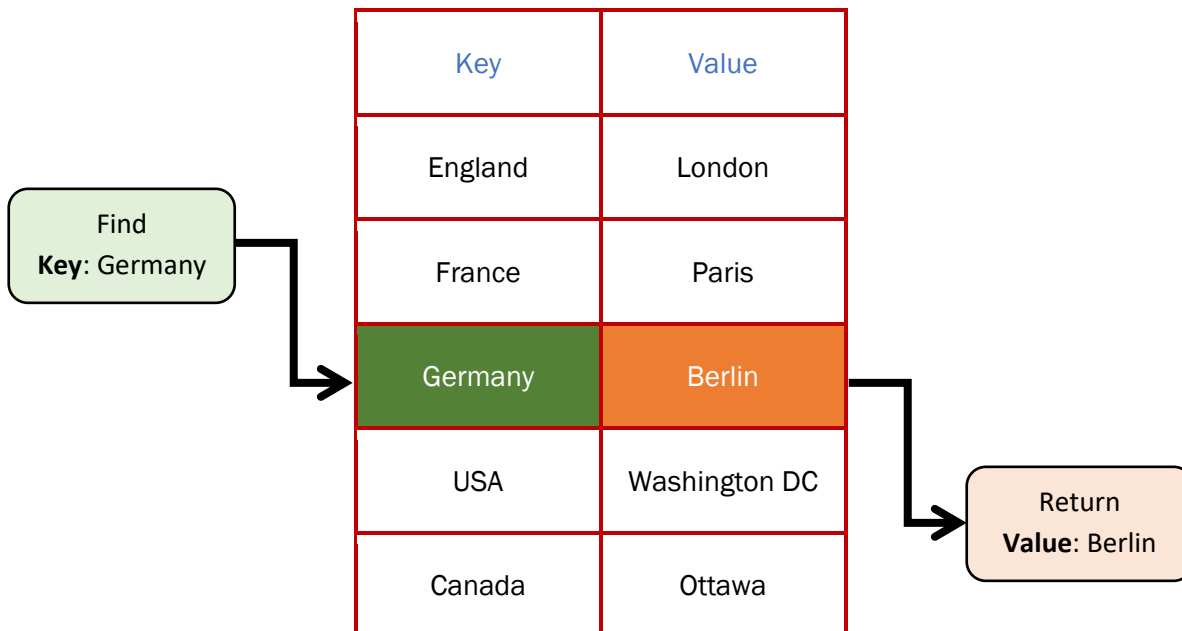 Key Value
England London
Find
Key: Germany
France Paris
Germany Berlin
USA Washington DC
Return
Value: Berlin
Canada Ottawa